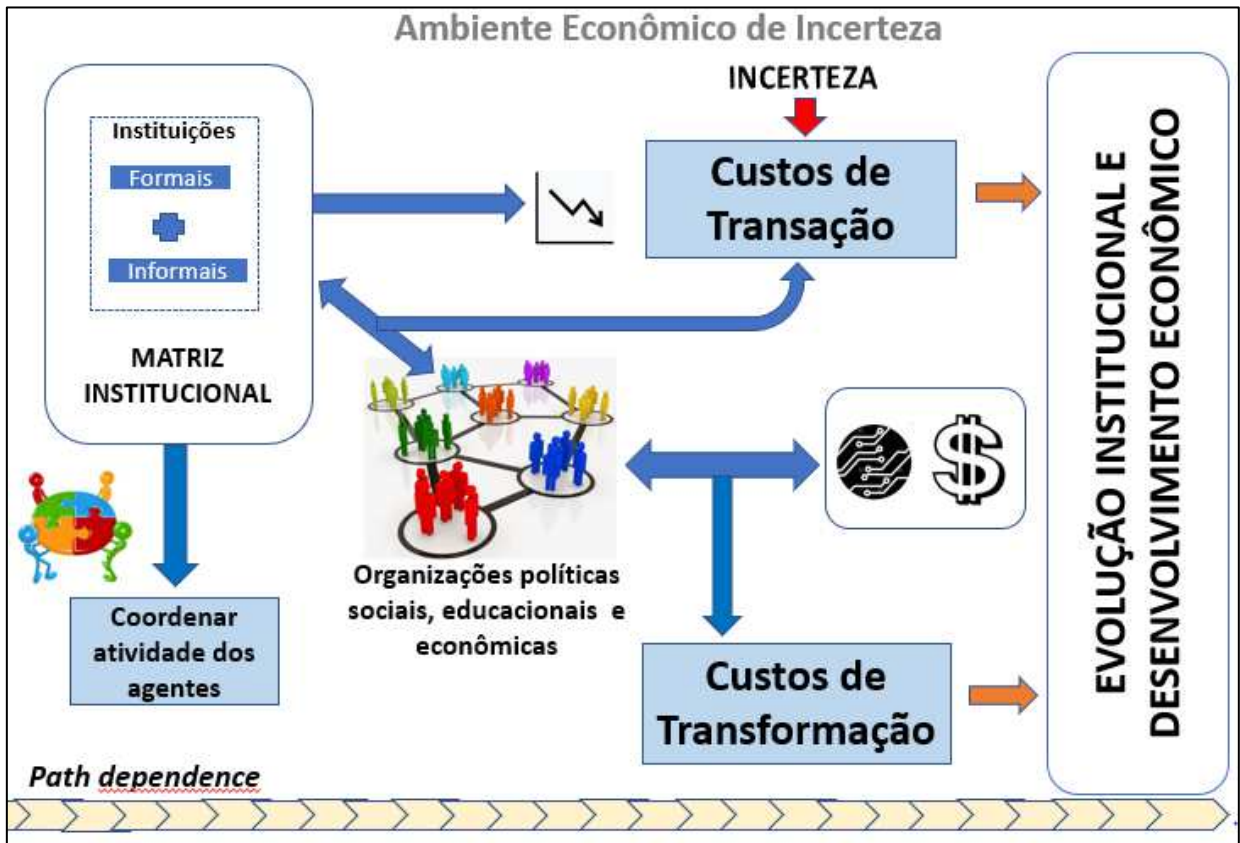 Ambiente Econômico de Incerteza
INCERTEZA
Instituições
Formais
Informais
MATRIZ
INSTITUCIONAL
Custos de
Transação
Organizações políticas
sociais, educacionais e
econômicas
$
Coordenar
atividade dos
agentes
Custos de
Transformação
EVOLUÇÃO INSTITUCIONAL E
DESENVOLVIMENTO ECONÔMICO
Path dependence